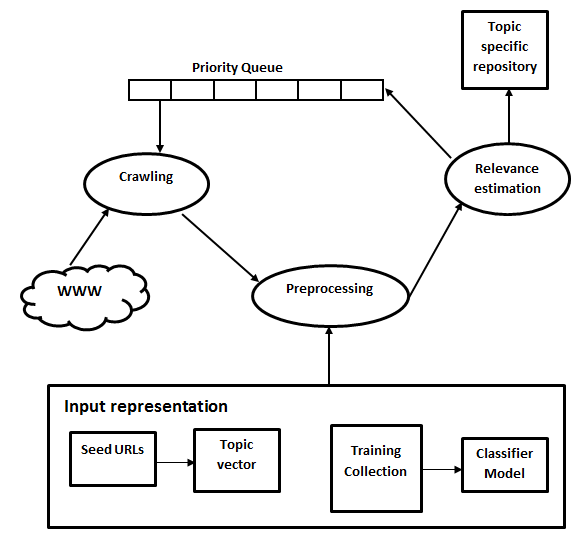 Topic
specific
repository
Priority Queue
Crawling
Relevance
estimation
WWW
Preprocessing
Input representation
Seed URLs
Topic
vector
Training
Collection
Classifier
Model